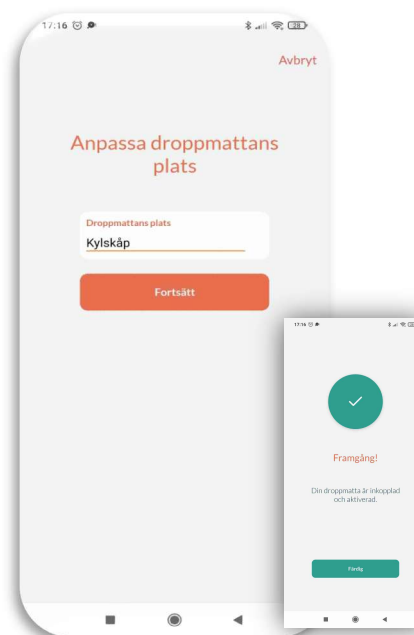 17:16
28
Avbryt
Anpassa droppmattans
plats
Droppmattans plats
Kylskåp
Fortsätt
17:16
Framgång!
Din droppmatta är inkopplad
och aktiverad.
Färdig